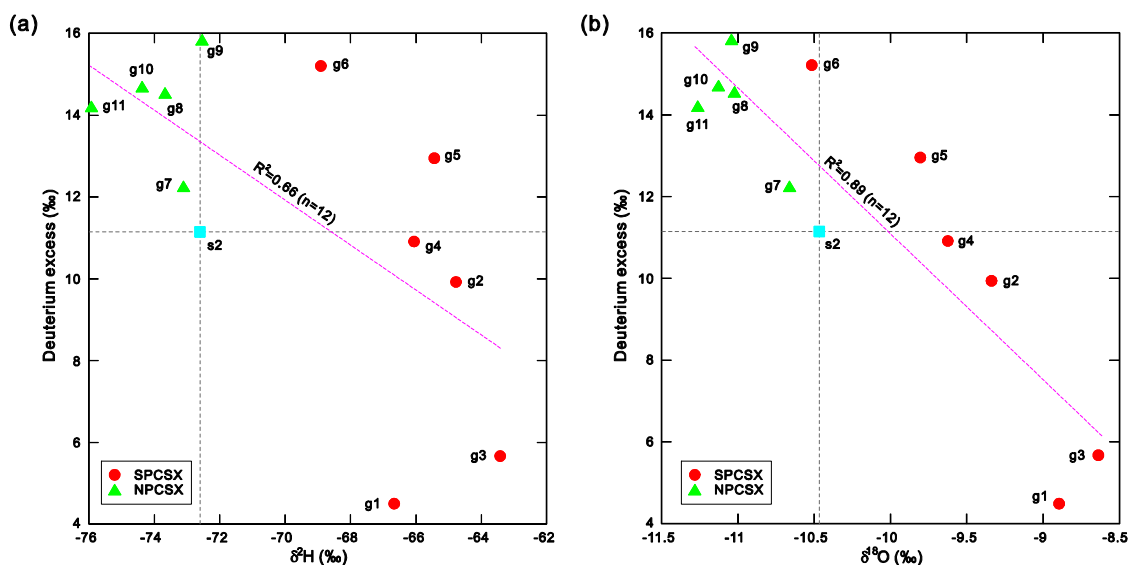 (a)
Deuterium excess (‰)
16
14
12
10
8
6
4
-76
-74
-72
-70
-68
-66
-64
-62
δ²H (‰)
g9
g10
g8
g11
g6
g5
g7
R²=0.66 (n=12)
s2
g4
g2
g3
g1
SPCSX
NPCSX
(b)
Deuterium excess (‰)
16
14
12
10
8
6
4
-11.5
-11
-10.5
-10
-9.5
-9
-8.5
δ¹⁸O (‰)
g9
g6
g10
g8
g11
g5
g7
R²=0.89 (n=12)
s2
g4
g2
g3
g1
SPCSX
NPCSX